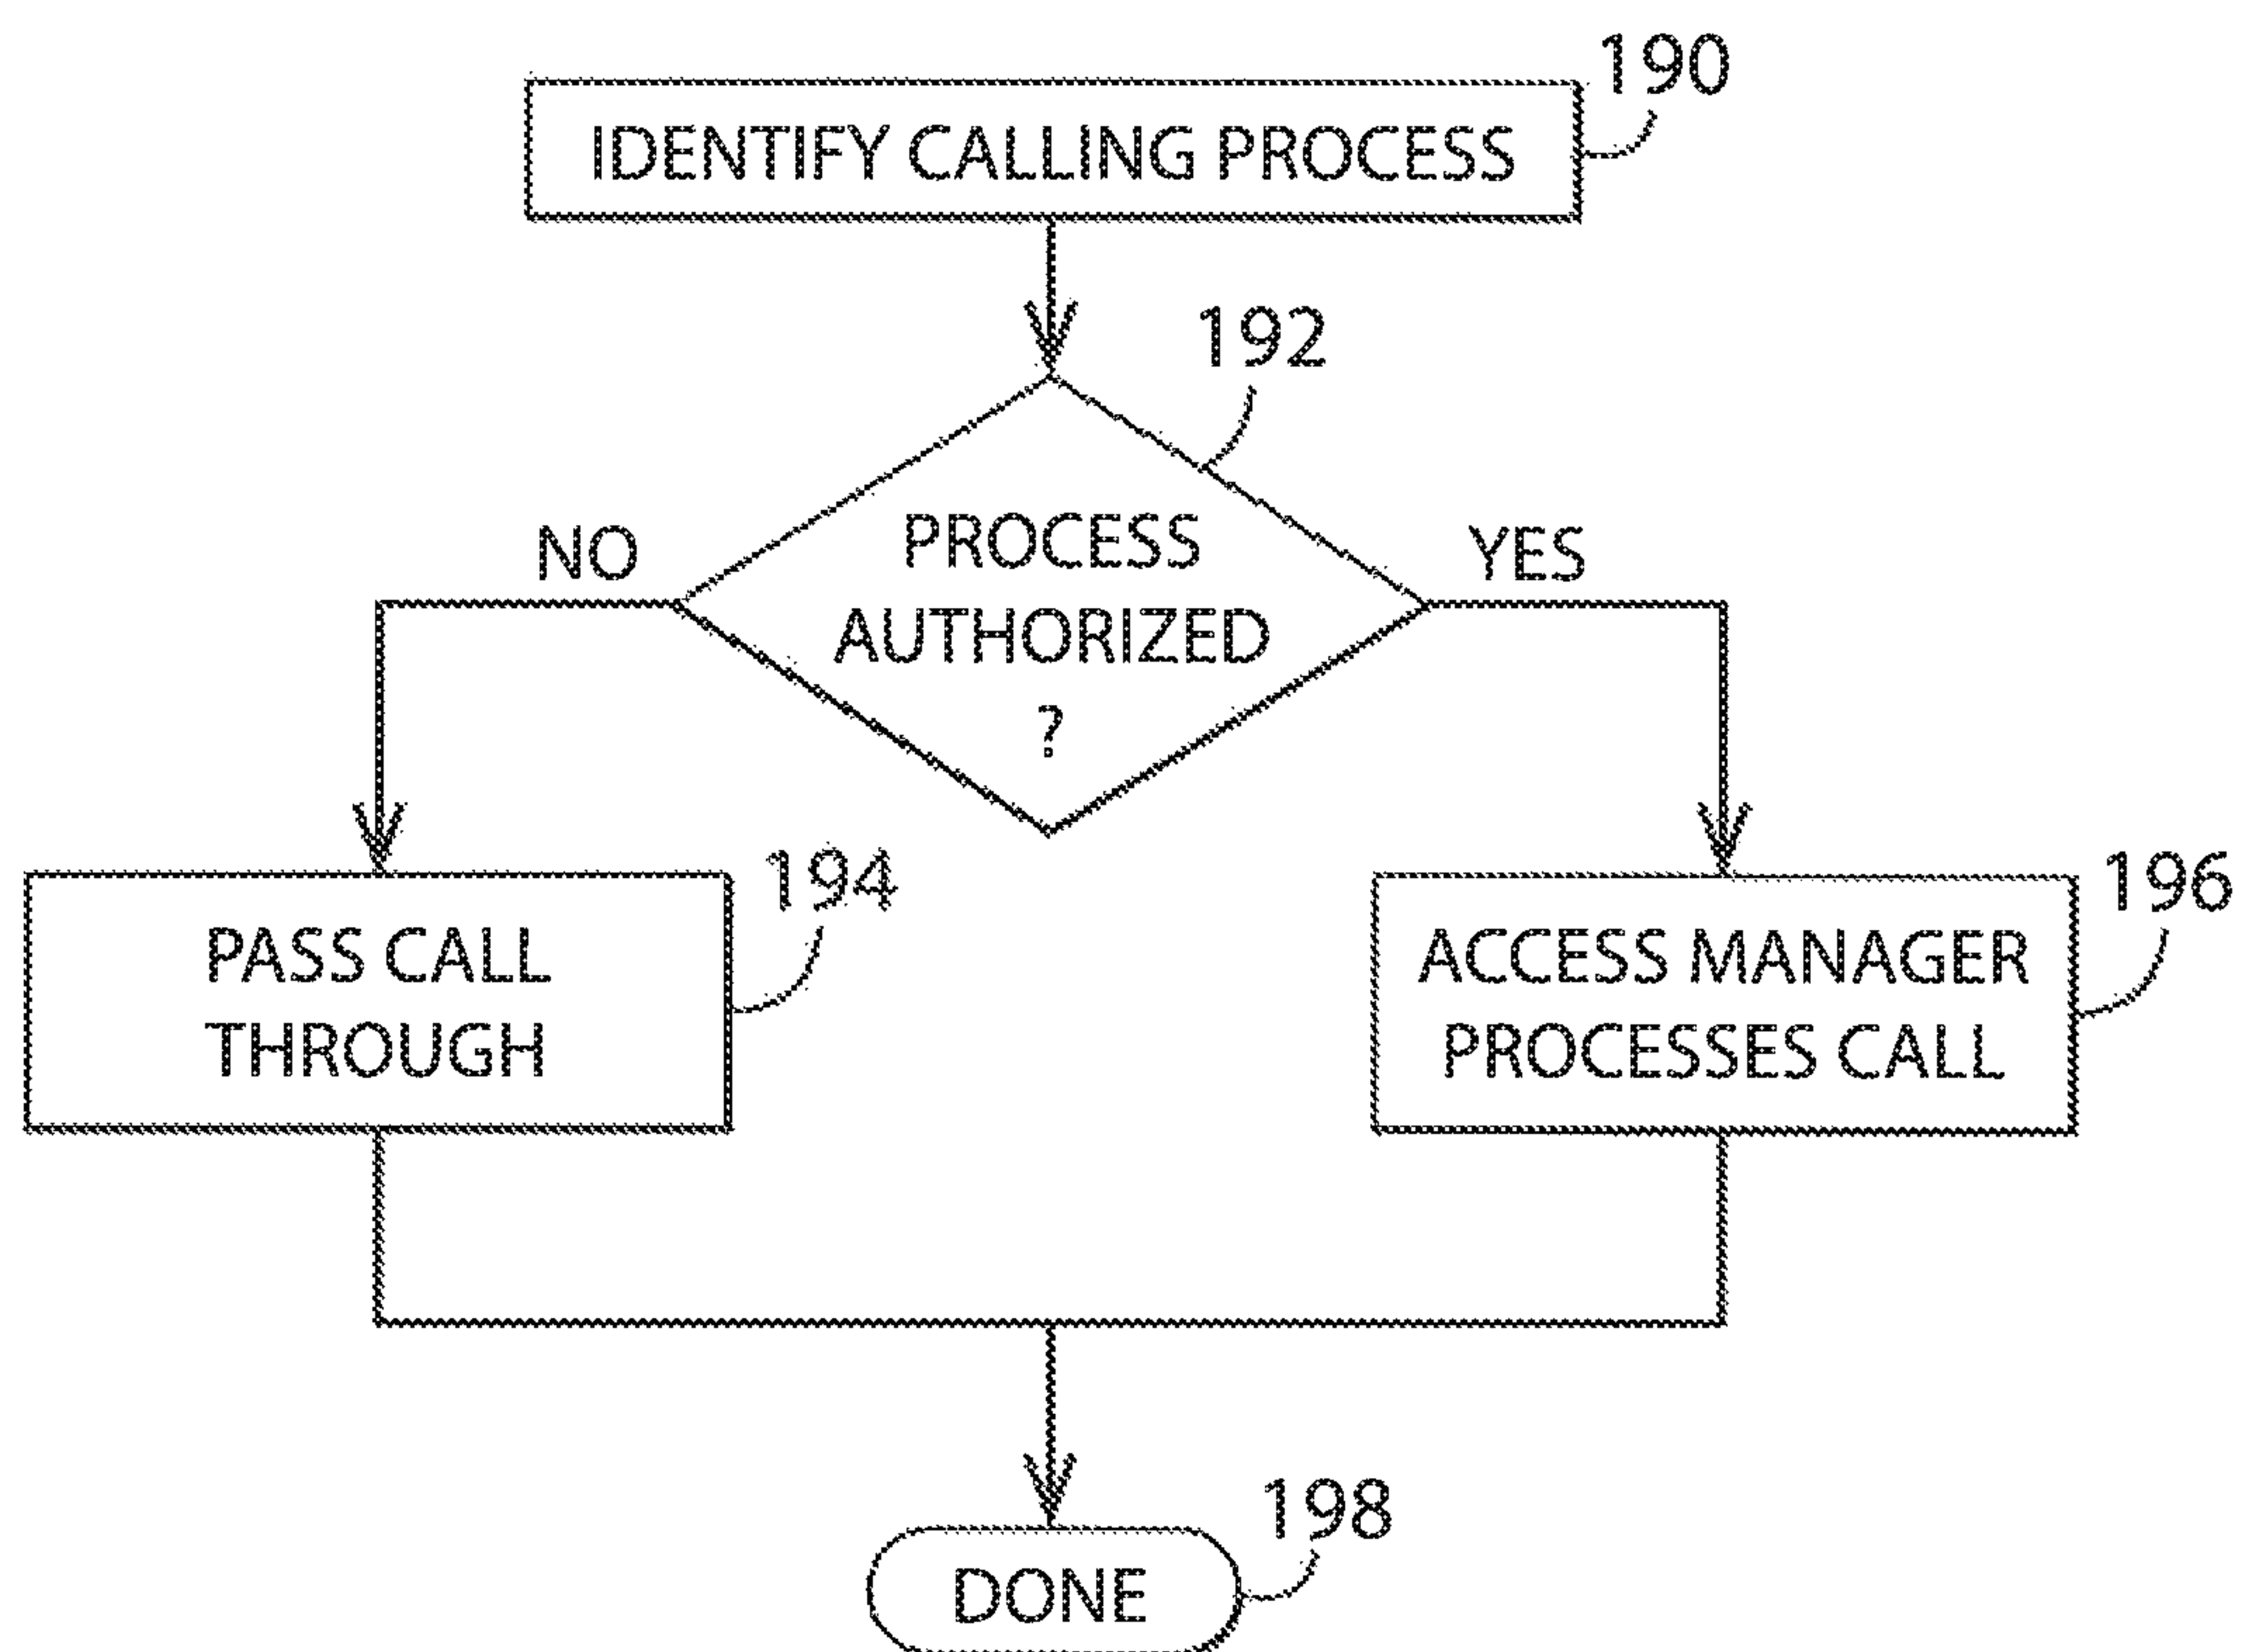 190
IDENTIFY CALLING PROCESS
192
NO
PROCESS
AUTHORIZED
?
YES
194
PASS CALL
THROUGH
196
ACCESS MANAGER
PROCESSES CALL
198
DONE